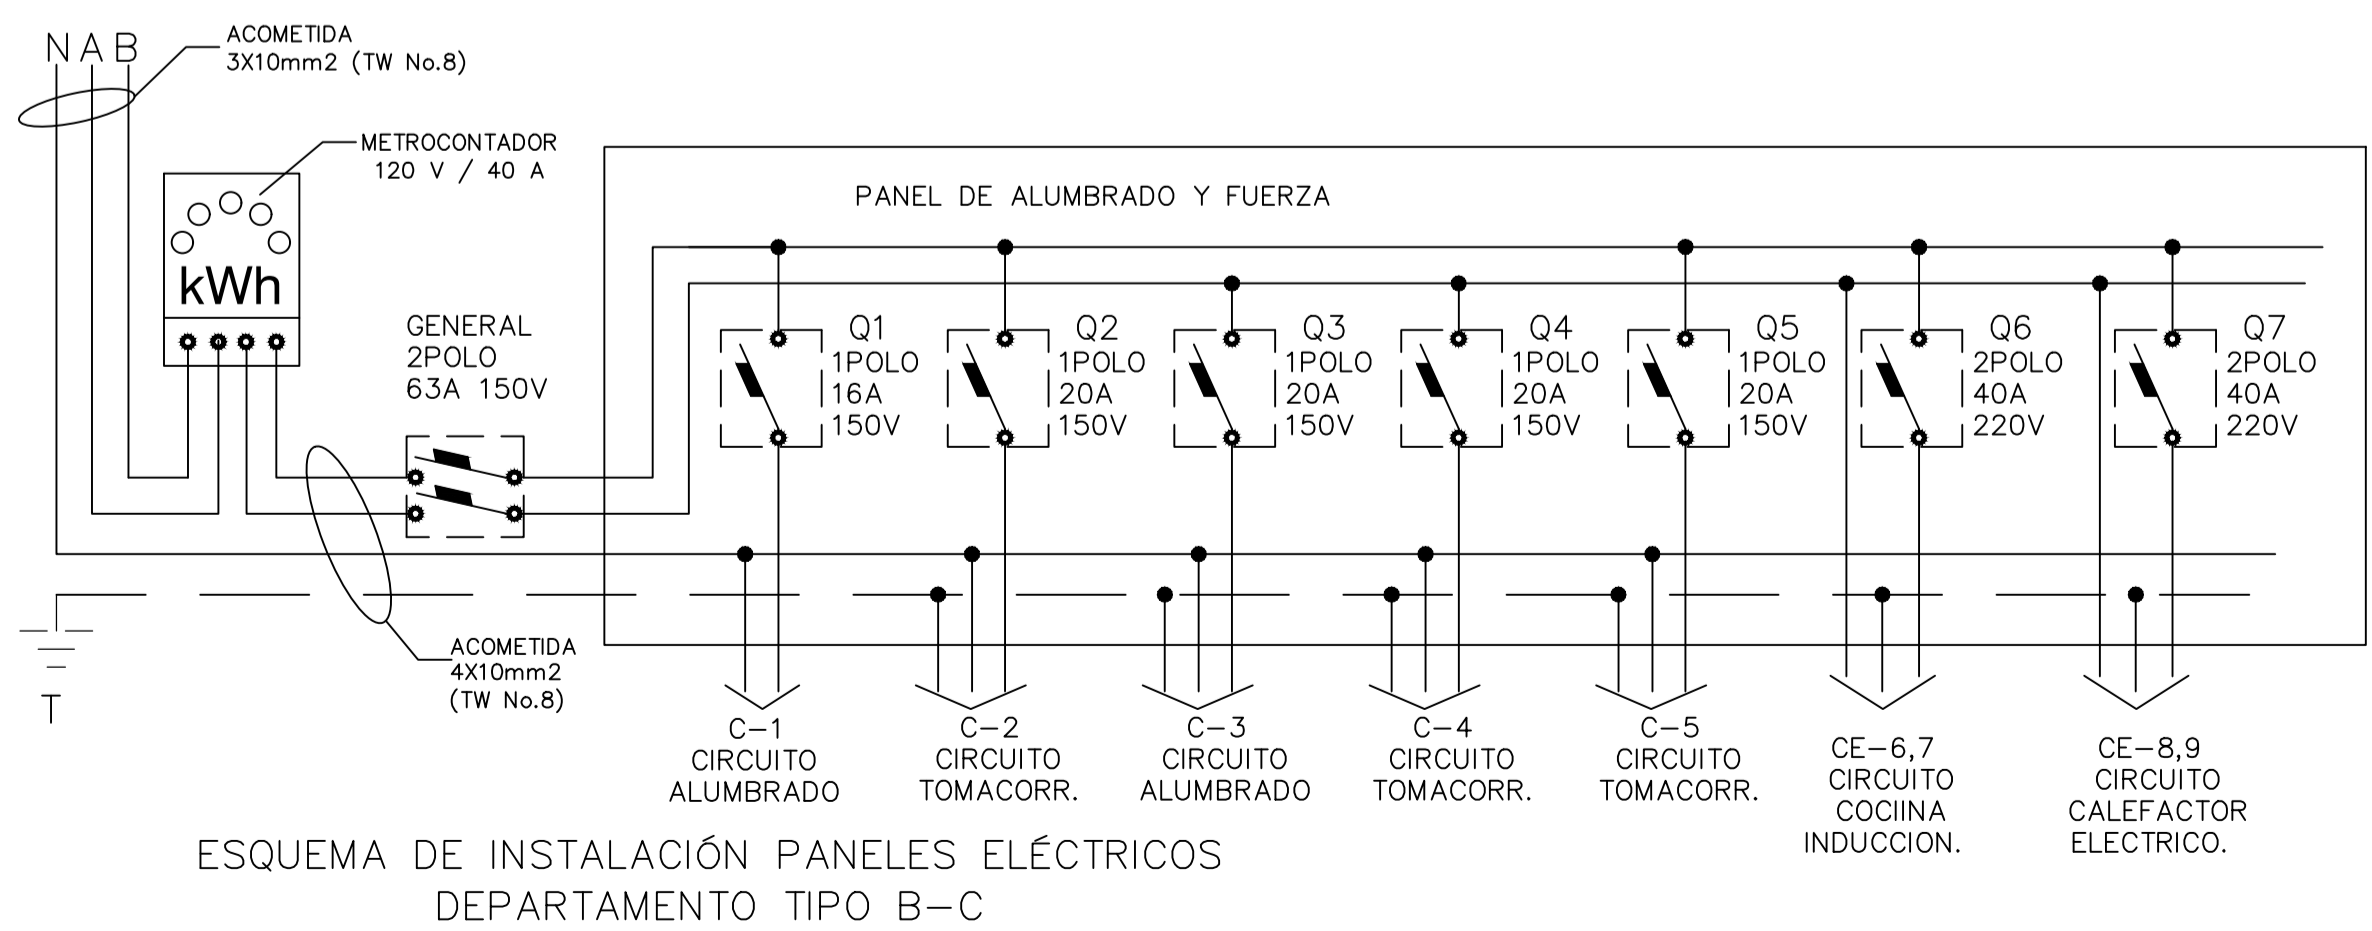 N A B
ACOMETIDA
3X10mm2 (TW No.8)
METROCONTADOR
120 V / 40 A
kWh
GENERAL
2POLO
63A 150V
ACOMETIDA
4X10mm2
(TW No.8)
T
PANEL DE ALUMBRADO Y FUERZA
Q1
1POLO
16A
150V
Q2
1POLO
20A
150V
Q3
1POLO
20A
150V
Q4
1POLO
20A
150V
Q5
1POLO
20A
150V
Q6
2POLO
40A
220V
Q7
2POLO
40A
220V
C-1
CIRCUITO
ALUMBRADO
C-2
CIRCUITO
TOMACORR.
C-3
CIRCUITO
ALUMBRADO
C-4
CIRCUITO
TOMACORR.
C-5
CIRCUITO
TOMACORR.
CE-6,7
CIRCUITO
COCIINA
INDUCCION.
CE-8,9
CIRCUITO
CALEFACTOR
ELECTRICO.
ESQUEMA DE INSTALACIÓN PANELES ELÉCTRICOS
DEPARTAMENTO TIPO B-C